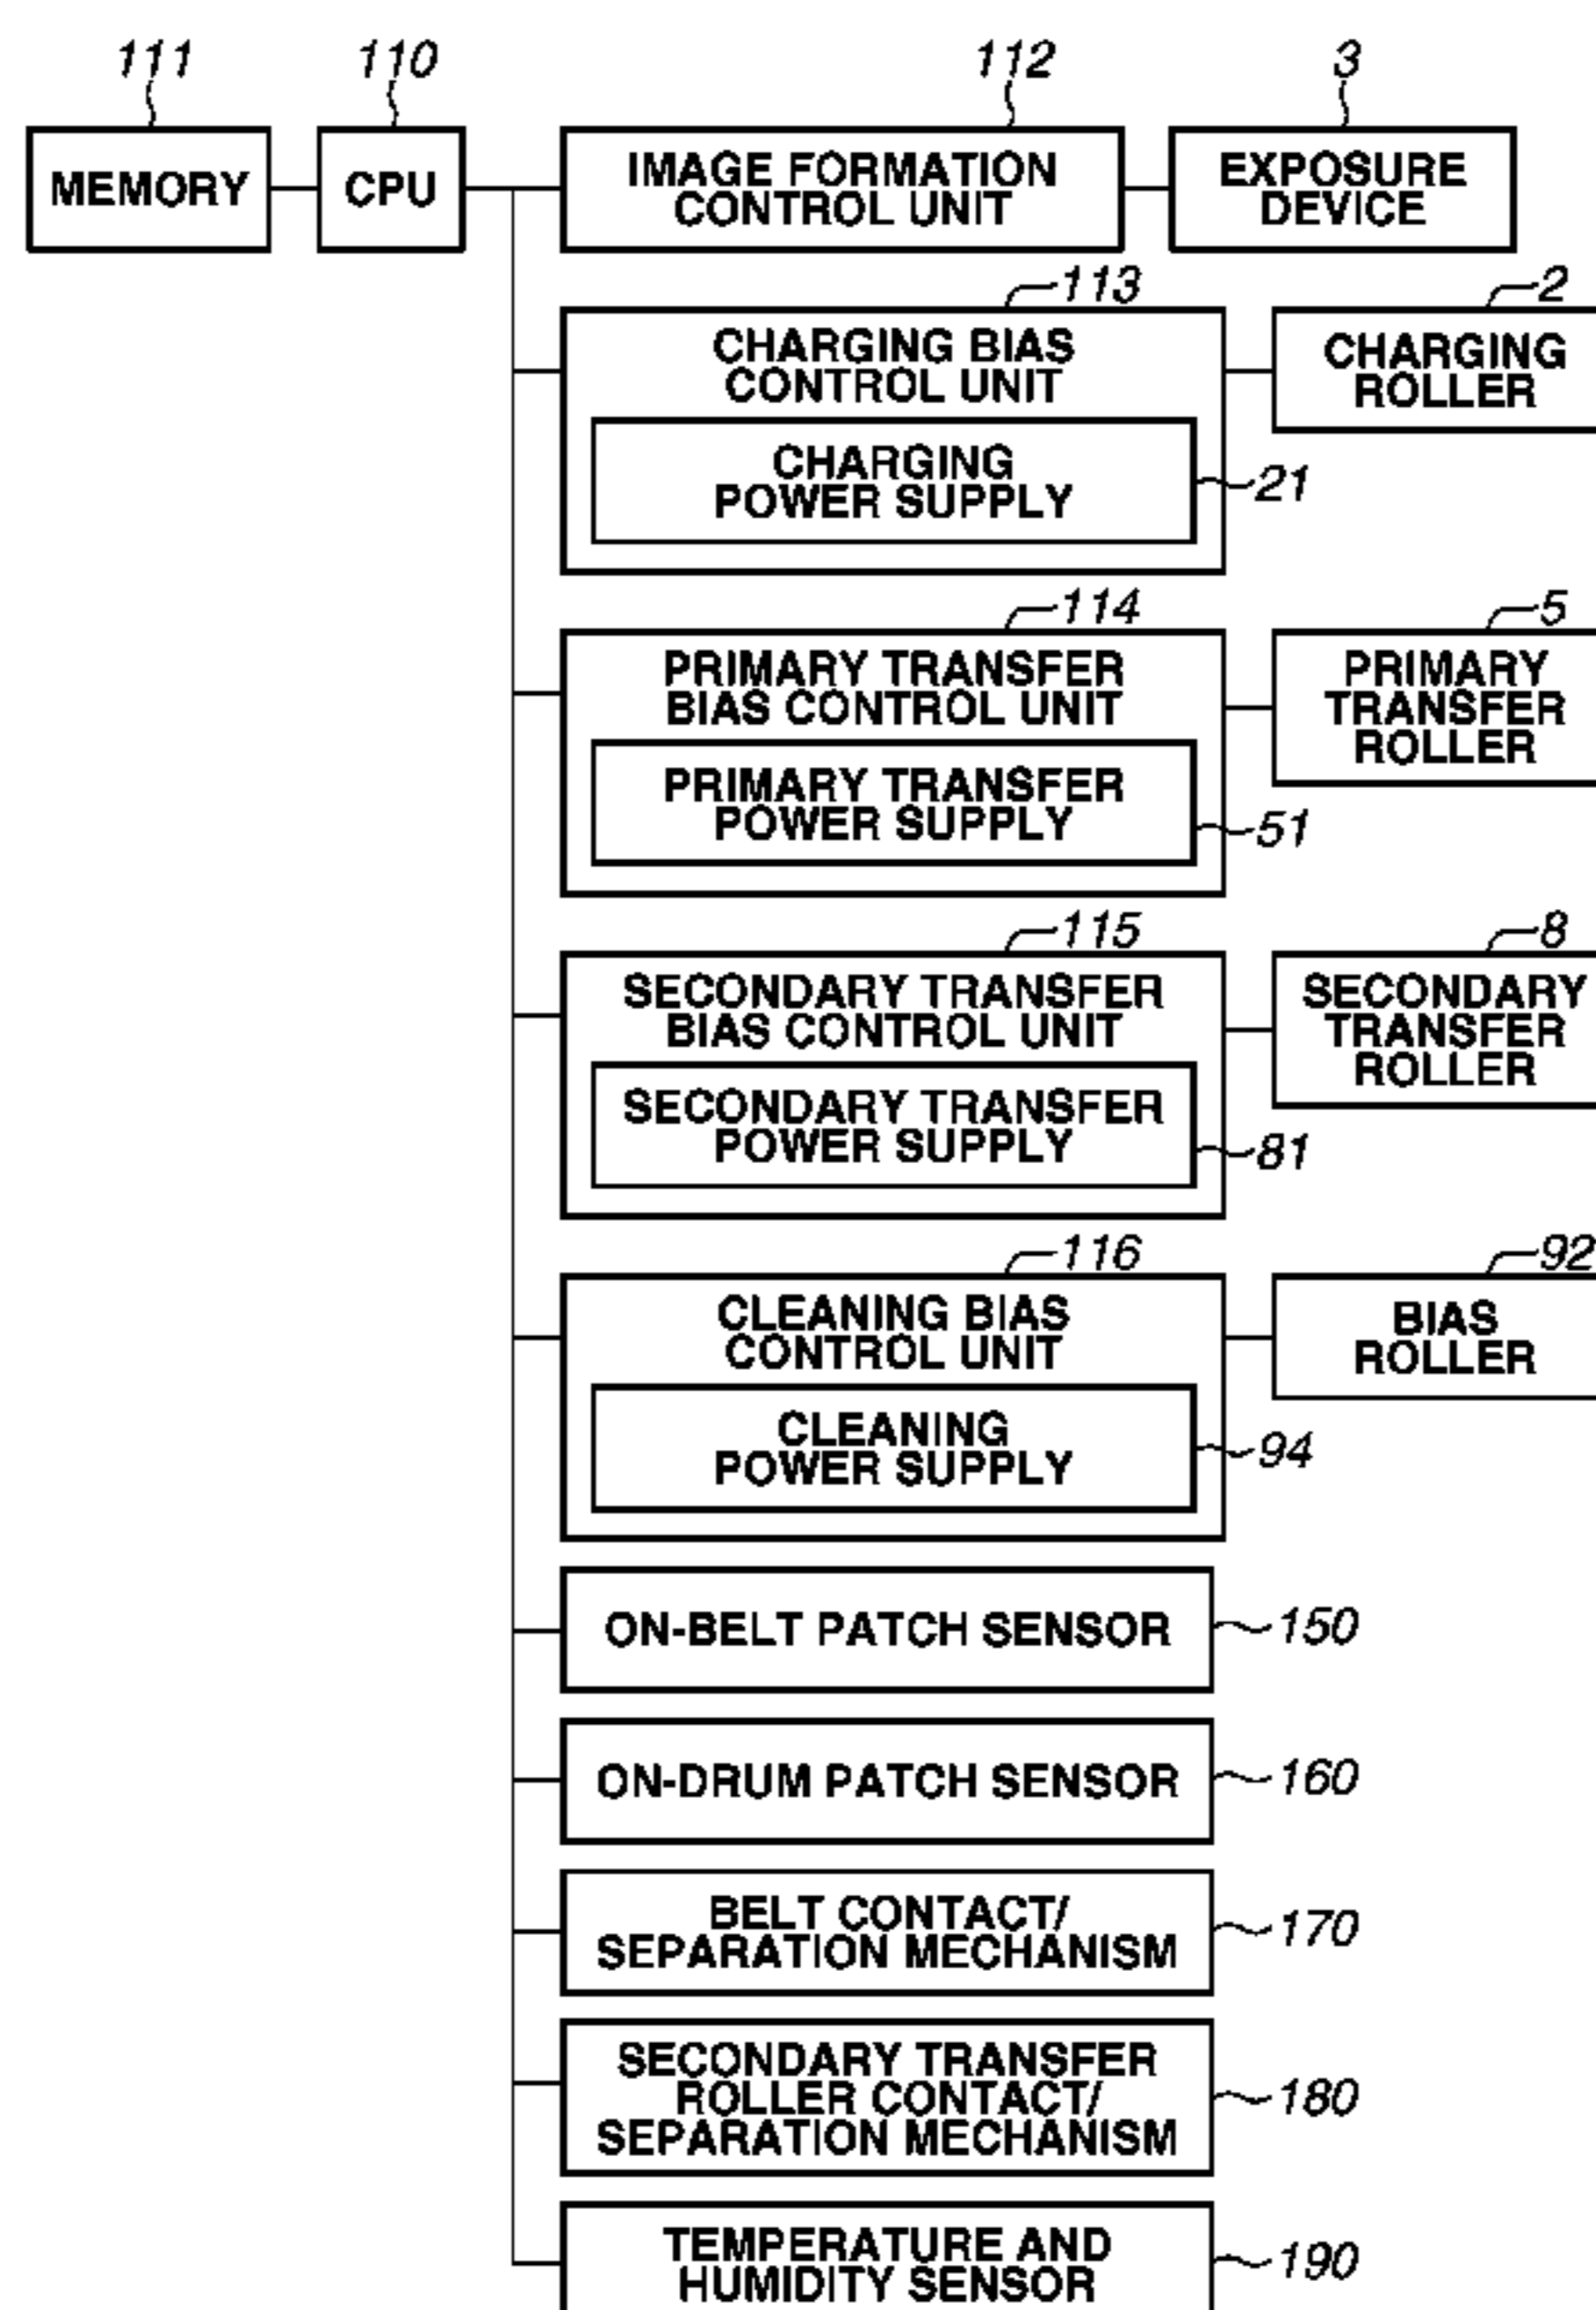 111 110 112 3
MEMORY CPU IMAGE FORMATION EXPOSURE
CONTROL UNIT DEVICE
113 2
CHARGING BIAS CHARGING
CONTROL UNIT ROLLER
CHARGING
POWER SUPPLY 21
114 5
PRIMARY TRANSFER PRIMARY
BIAS CONTROL UNIT TRANSFER
ROLLER
PRIMARY TRANSFER
POWER SUPPLY 51
115 8
SECONDARY TRANSFER SECONDARY
BIAS CONTROL UNIT TRANSFER
ROLLER
SECONDARY TRANSFER
POWER SUPPLY 81
116 92
CLEANING BIAS BIAS
CONTROL UNIT ROLLER
CLEANING
POWER SUPPLY 94
ON-BELT PATCH SENSOR 150
ON-DRUM PATCH SENSOR 160
BELT CONTACT/
SEPARATION MECHANISM 170
SECONDARY TRANSFER
ROLLER CONTACT/ 180
SEPARATION MECHANISM
TEMPERATURE AND
HUMIDITY SENSOR 190